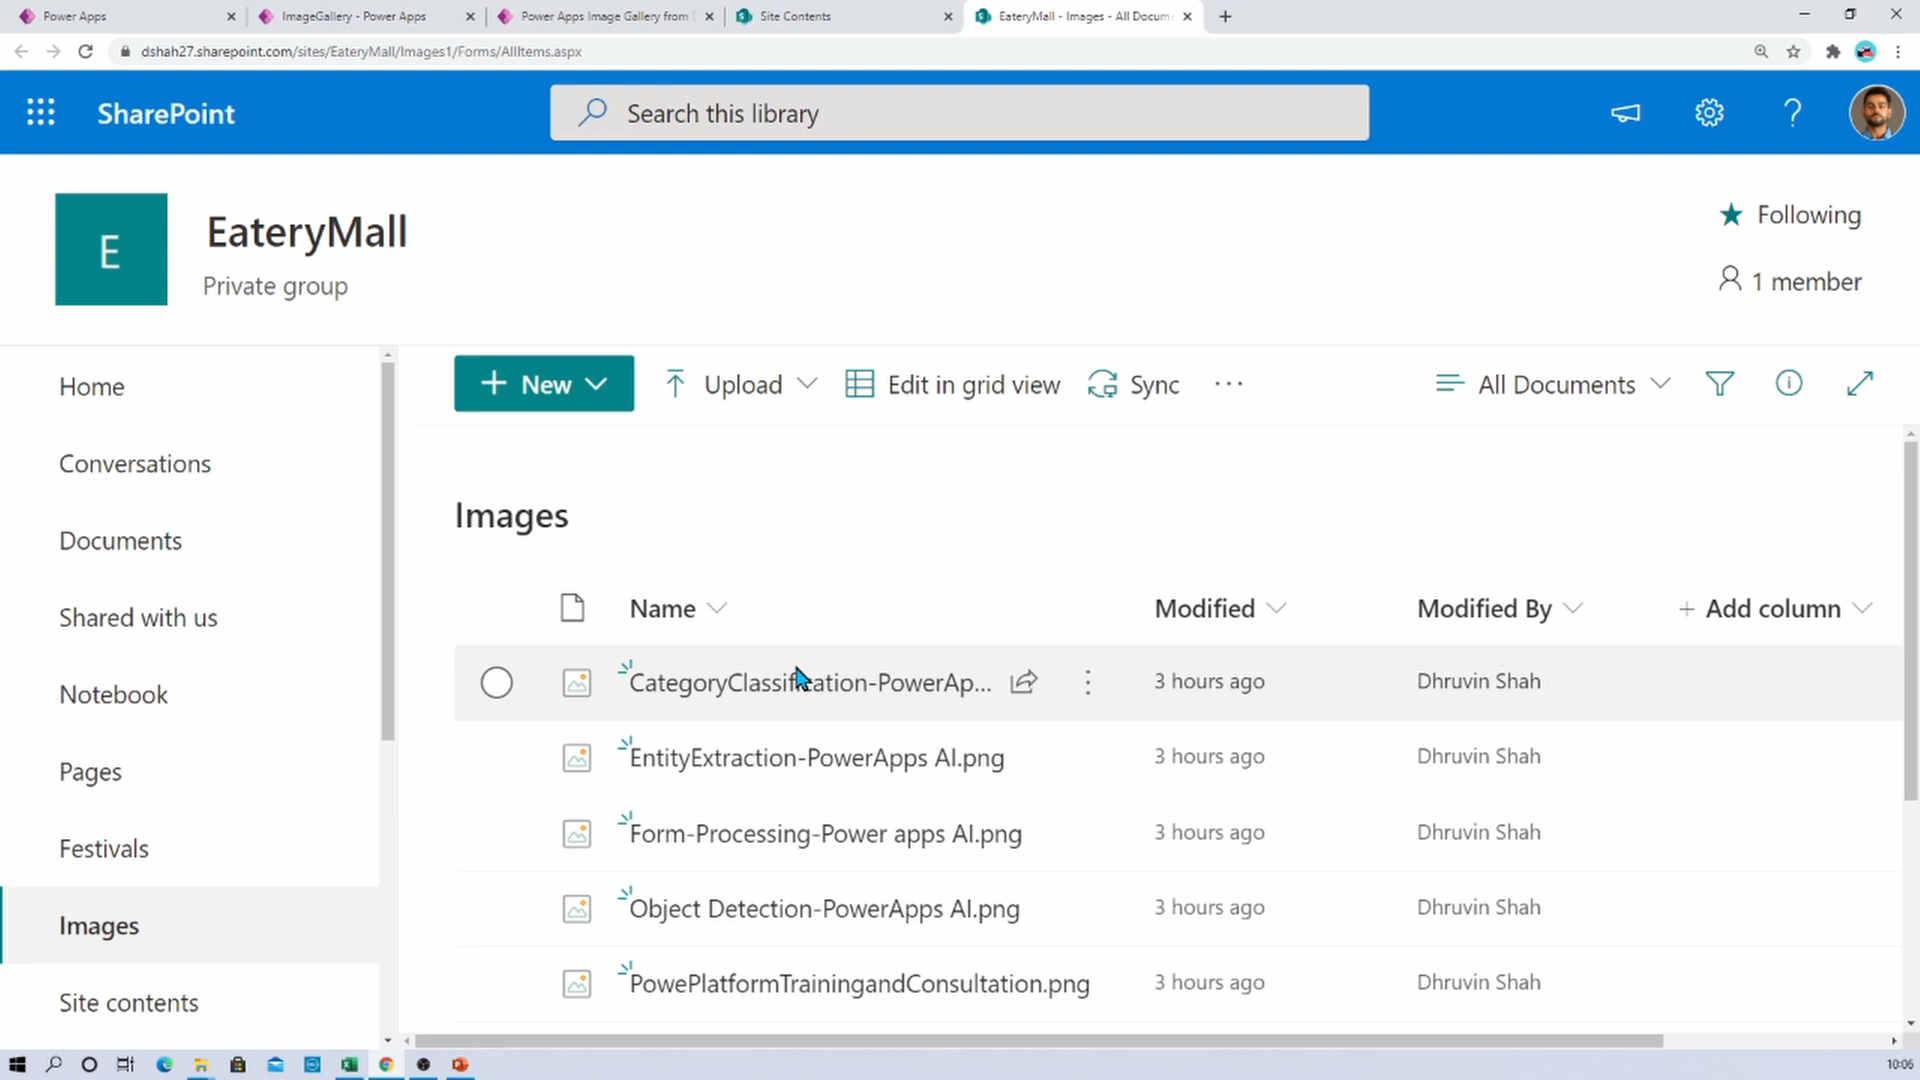 Power Apps
ImageGallery - Power Apps
Power Apps Image Gallery from
Site Contents
EateryMall - Images - All Docum
dshah27.sharepoint.com/sites/EateryMall/Images1/Forms/AllItems.aspx
SharePoint
Search this library
E
EateryMall
Private group
Following
1 member
Home
Conversations
Documents
Shared with us
Notebook
Pages
Festivals
Images
Site contents
+ New
Upload
Edit in grid view
Sync
...
All Documents
Images
Name
Modified
Modified By
+ Add column
CategoryClassification-PowerAp... 3 hours ago Dhruvin Shah
EntityExtraction-PowerApps AI.png 3 hours ago Dhruvin Shah
Form-Processing-Power apps AI.png 3 hours ago Dhruvin Shah
Object Detection-PowerApps AI.png 3 hours ago Dhruvin Shah
PowePlatformTrainingandConsultation.png 3 hours ago Dhruvin Shah
10:06